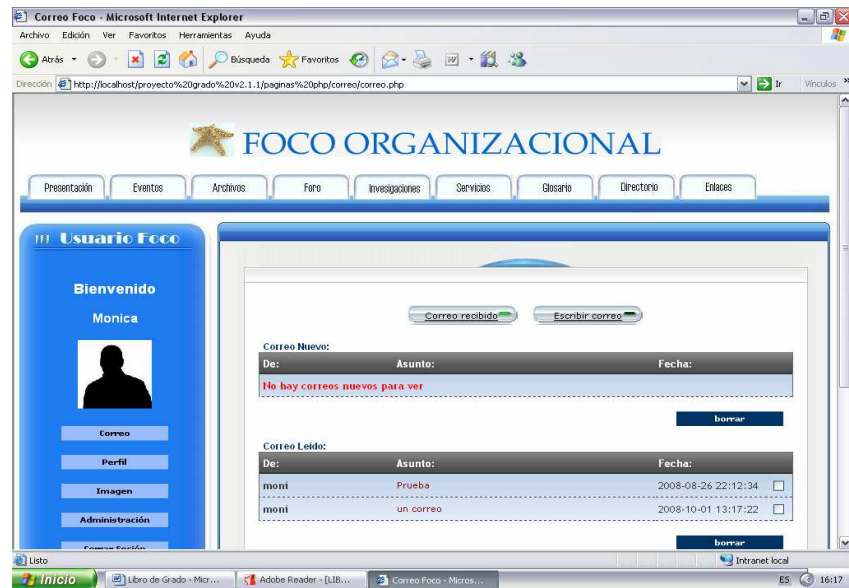 Correo Foco - Microsoft Internet Explorer
Archivo Edición Ver Favoritos Herramientas Ayuda
Atrás Búsqueda Favoritos
Dirección http://localhost/proyecto%20grado%20v2.1.1/paginas%20php/correo/correo.php Ir Vínculos »
FOCO ORGANIZACIONAL
Presentación Eventos Archivos Foro Invesigaciones Servicios Glosario Directorio Enlaces
Usuario Foco
Bienvenido
Monica
Correo
Perfil
Imagen
Administración
Cerrar Sesión
Correo recibido Escribir correo
Correo Nuevo:
De: Asunto: Fecha:
No hay correos nuevos para ver
borrar
Correo Leido:
De: Asunto: Fecha:
moni Prueba 2008-08-26 22:12:34
moni un correo 2008-10-01 13:17:22
borrar
Listo Intranet local
Inicio Libro de Grado - Micr... Adobe Reader - [LIB... Correo Foco - Micros... ES 16:17